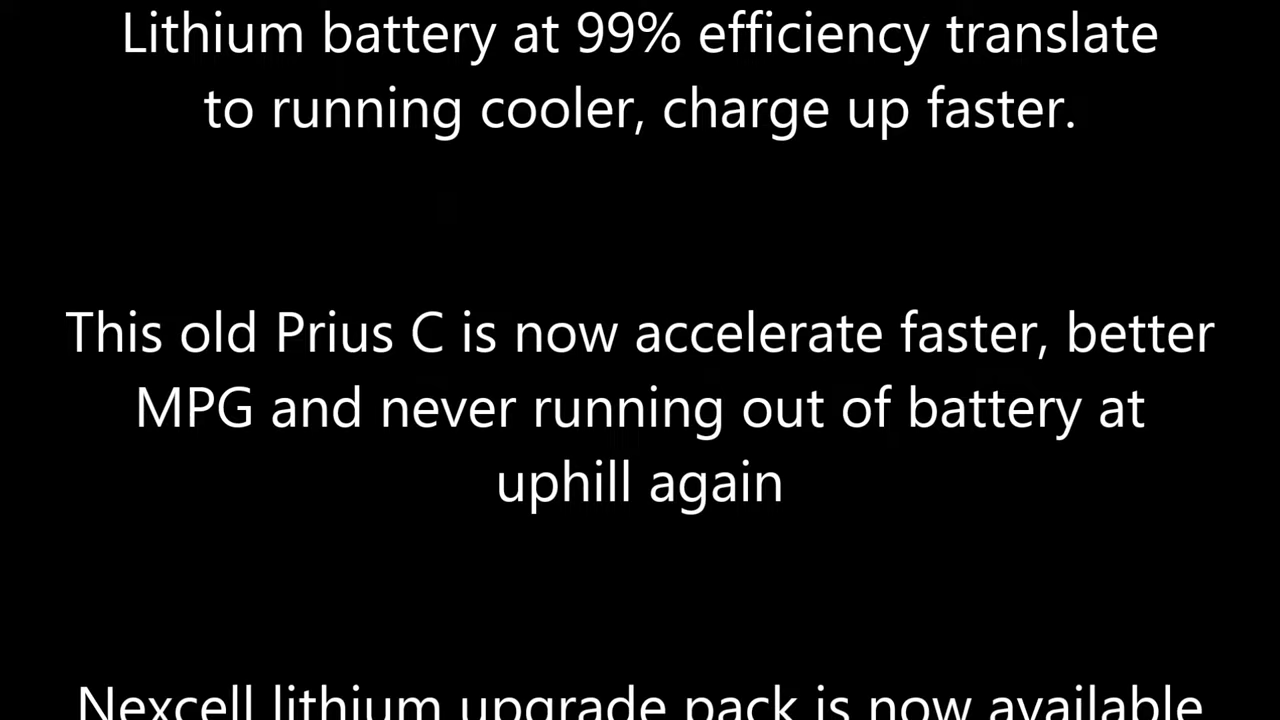 Lithium battery at 99% efficiency translate
to running cooler, charge up faster.
This old Prius C is now accelerate faster, better
MPG and never running out of battery at
uphill again
Nexcell lithium upgrade pack is now available